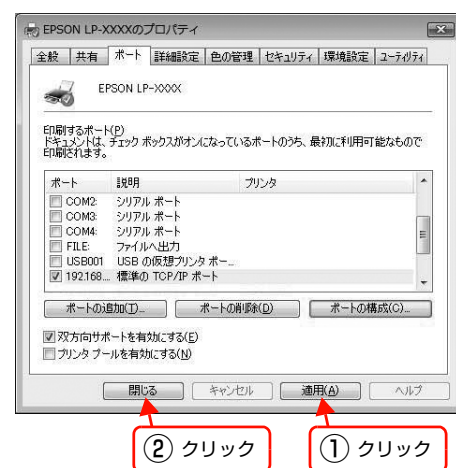 EPSON LP-XXXXのプロパティ
全般 共有 ポート 詳細設定 色の管理 セキュリティ 環境設定 ユーティリティ
EPSON LP-XXXX
印刷するポート(P)
ドキュメントは、チェック ボックスがオンになっているポートのうち、最初に利用可能なもので
印刷されます。
ポート 説明 プリンタ
COM2: シリアル ポート
COM3: シリアル ポート
COM4: シリアル ポート
FILE: ファイルへ出力
USB001 USB の仮想プリンタ ポー...
192.168.... 標準の TCP/IP ポート
ポートの追加(T)... ポートの削除(D) ポートの構成(C)...
双方向サポートを有効にする(E)
プリンタ プールを有効にする(N)
閉じる キャンセル 適用(A) ヘルプ
② クリック ① クリック